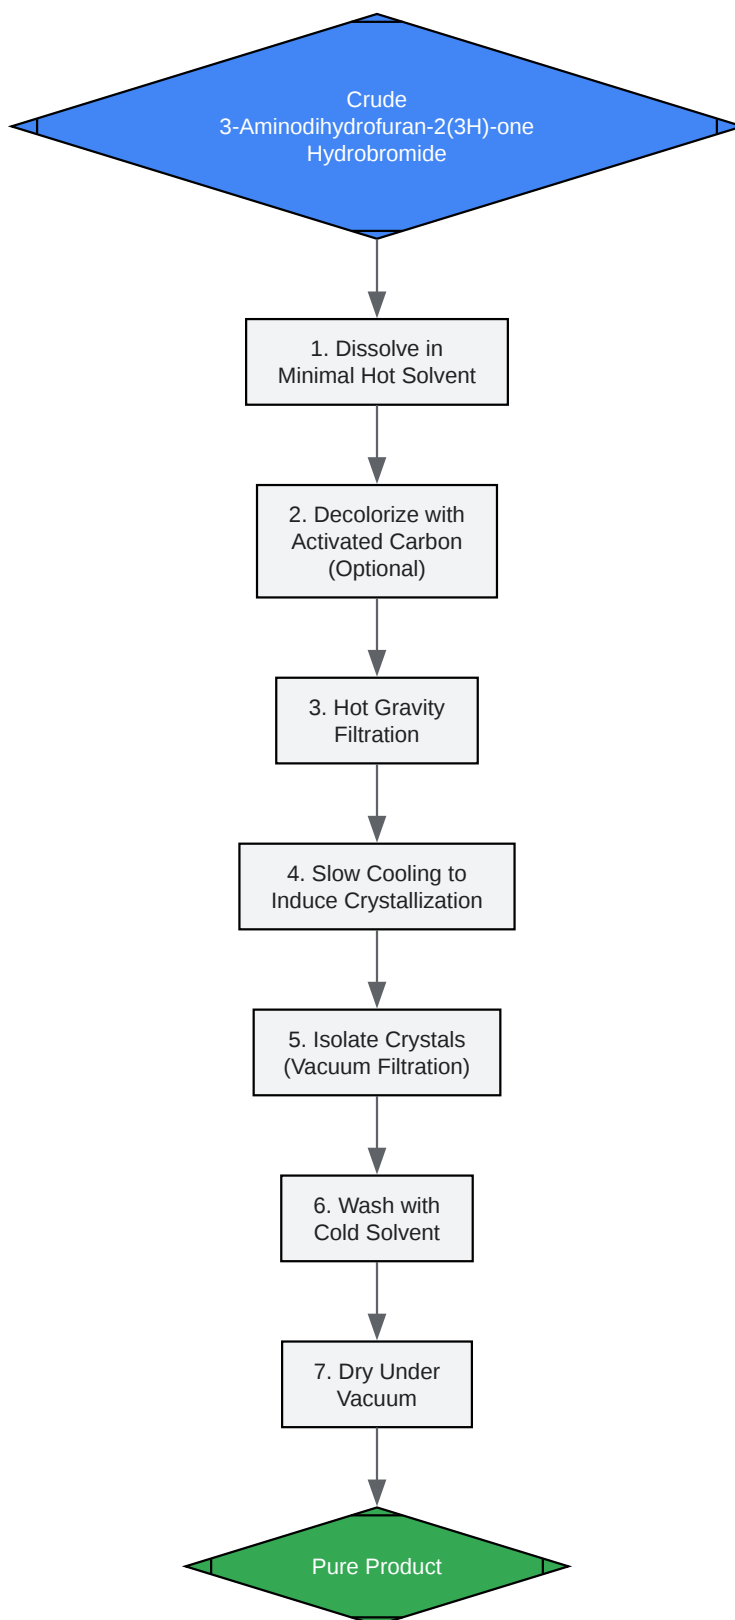 Crude
3-Aminodihydrofuran-2(3H)-one
Hydrobromide
1. Dissolve in
Minimal Hot Solvent
2. Decolorize with
Activated Carbon
(Optional)
3. Hot Gravity
Filtration
4. Slow Cooling to
Induce Crystallization
5. Isolate Crystals
(Vacuum Filtration)
6. Wash with
Cold Solvent
7. Dry Under
Vacuum
Pure Product